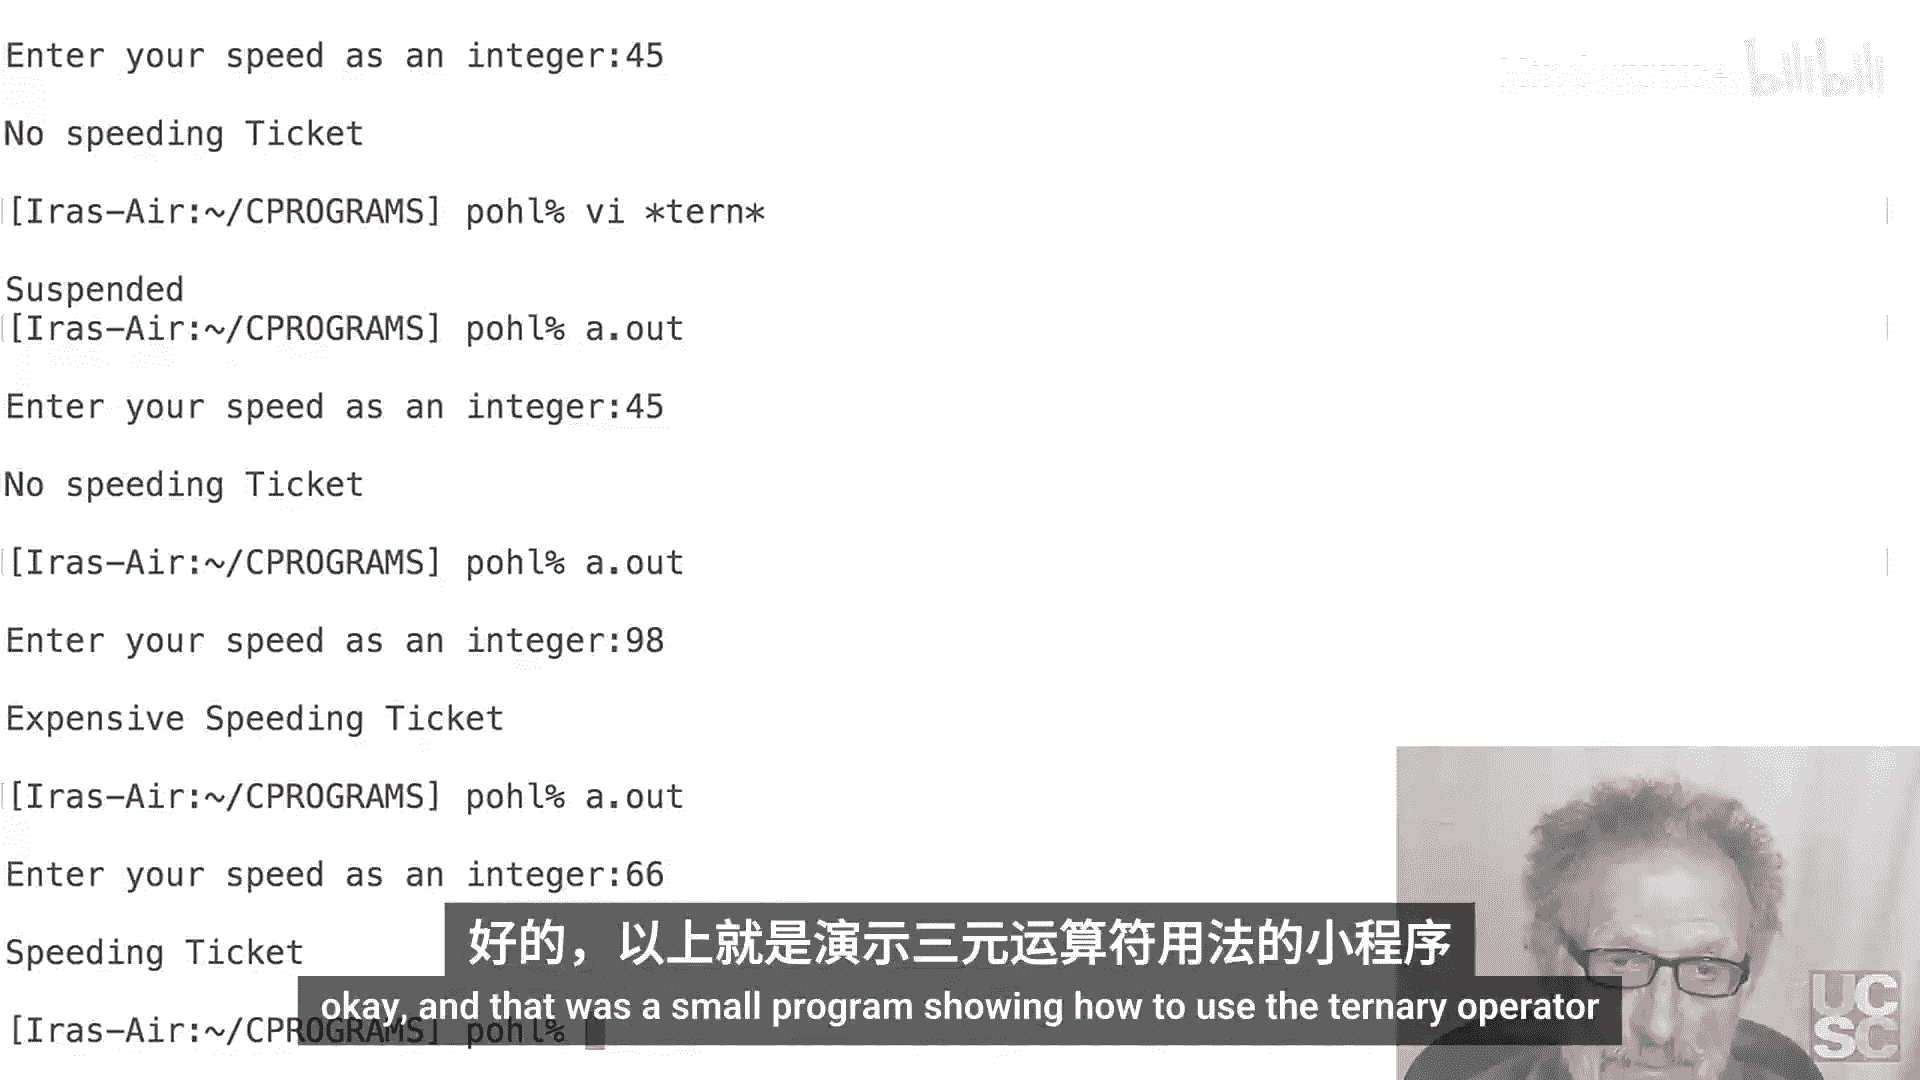 Enter your speed as an integer:45
bilibili
No speeding Ticket
[Iras-Air:~/CPROGRAMS] pohl% vi *tern*
Suspended
[Iras-Air:~/CPROGRAMS] pohl% a.out
Enter your speed as an integer:45
No speeding Ticket
[Iras-Air:~/CPROGRAMS] pohl% a.out
Enter your speed as an integer:98
Expensive Speeding Ticket
[Iras-Air:~/CPROGRAMS] pohl% a.out
Enter your speed as an integer:66
Speeding Ticket
好的，以上就是演示三元运算符用法的小程序
okay, and that was a small program showing how to use the ternary operator
[Iras-Air:~/CPROGRAMS] pohl%
UC
SC